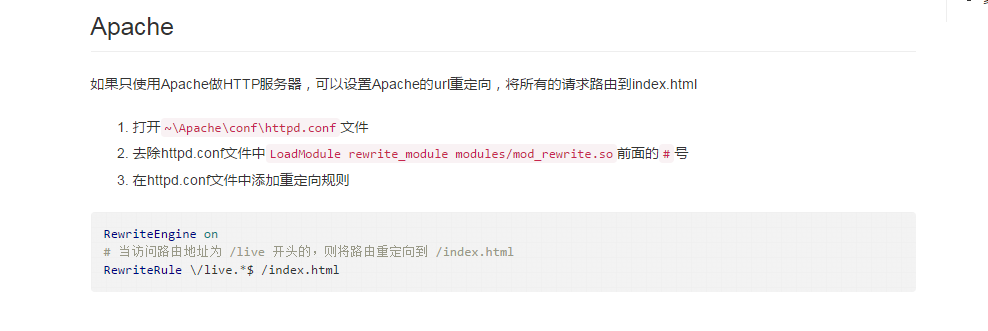 Apache
如果只使用Apache做HTTP服务器，可以设置Apache的url重定向，将所有的请求路由到index.html
1. 打开 ~\Apache\conf\httpd.conf 文件
2. 去除httpd.conf文件中 LoadModule rewrite_module modules/mod_rewrite.so 前面的 # 号
3. 在httpd.conf文件中添加重定向规则
RewriteEngine on
# 当访问路由地址为 /live 开头的，则将路由重定向到 /index.html
RewriteRule \/live.*$ /index.html